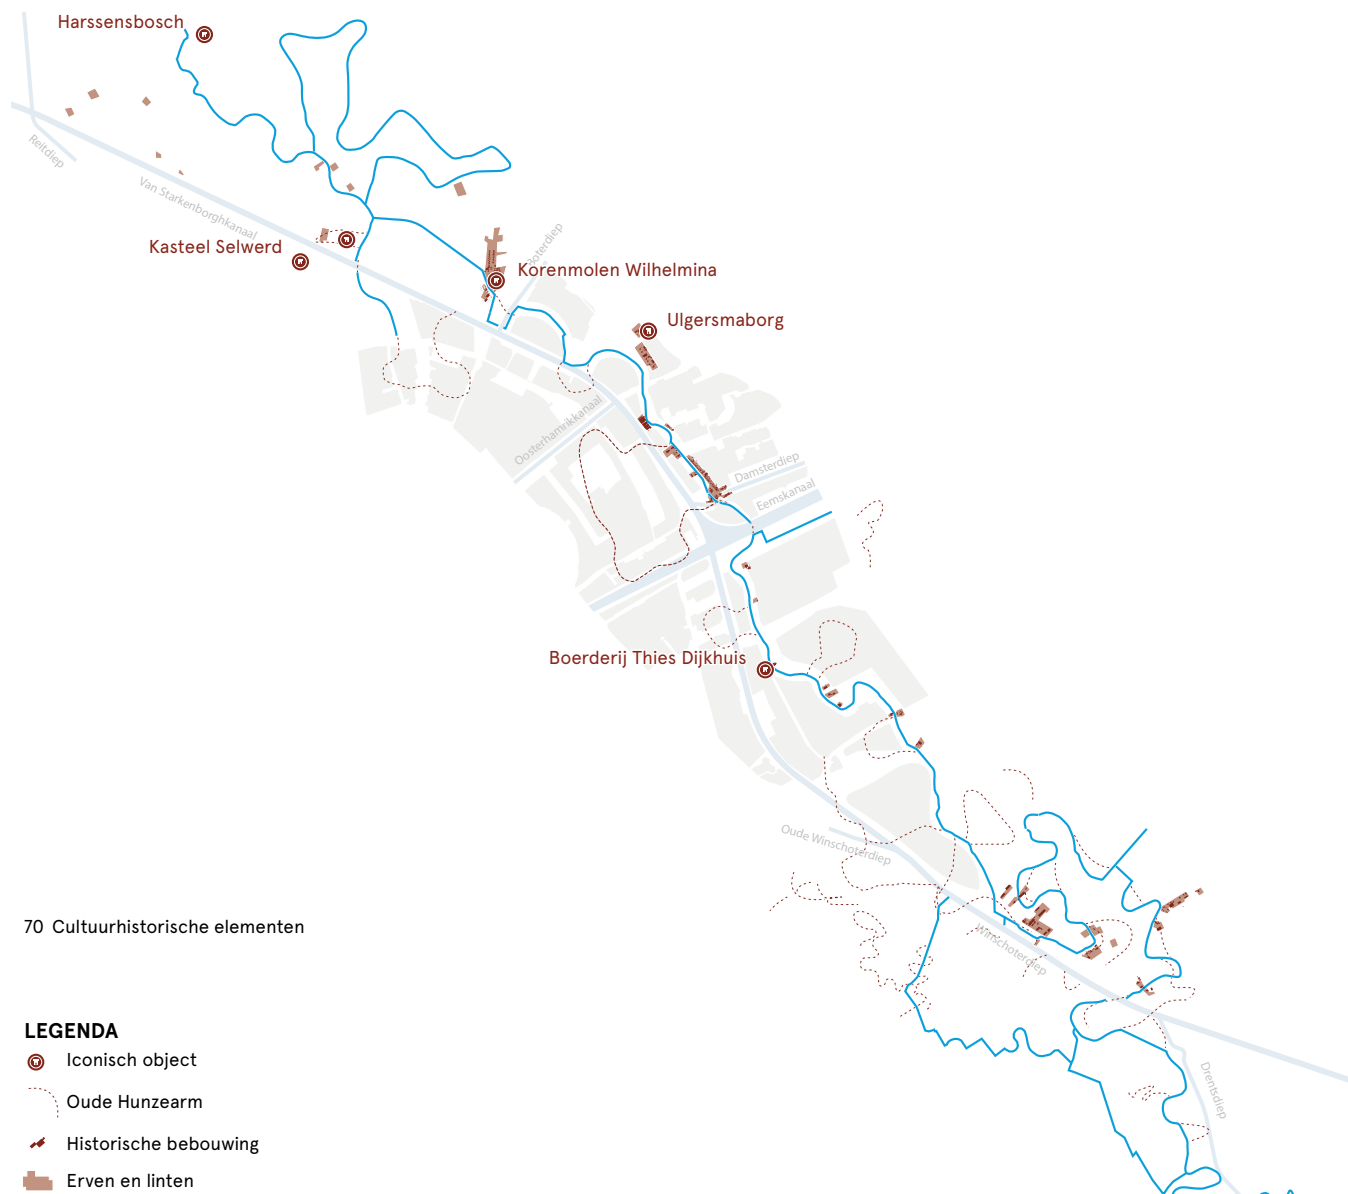 Harssensbosch
Reitdiep
Van Starkenborghkanaal
Kasteel Selwerd
Boterdiep
Korenmolen Wilhelmina
Ulgersmaborg
Oosterhamrikkanaal
Damsterdiep
Eemskanaal
Boerderij Thies Dijkhuis
Oude Winschoterdiep
Winschoterdiep
Drentsdiep
70 Cultuurhistorische elementen
LEGENDA
Iconisch object
Oude Hunzearm
Historische bebouwing
Erven en linten